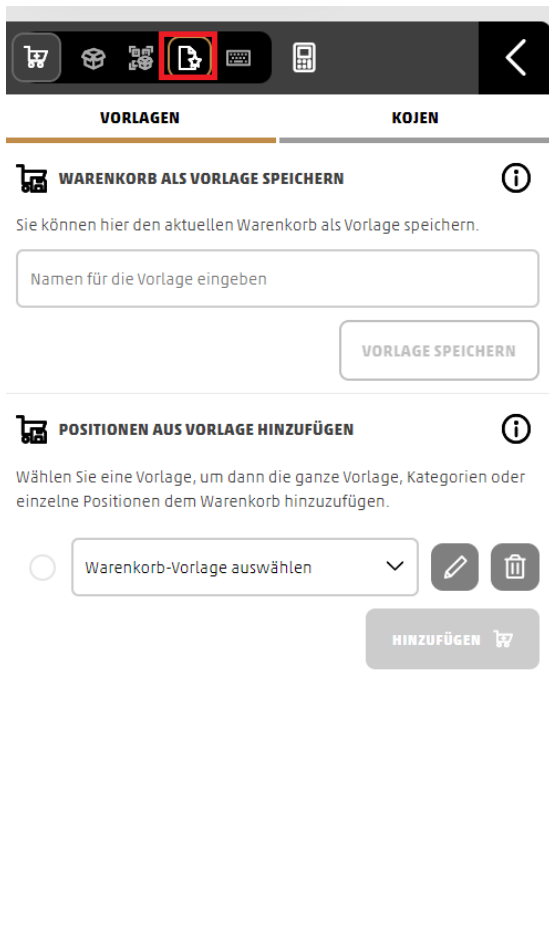 VORLAGEN
KOJEN
WARENKORB ALS VORLAGE SPEICHERN
Sie können hier den aktuellen Warenkorb als Vorlage speichern.
Namen für die Vorlage eingeben
VORLAGE SPEICHERN
POSITIONEN AUS VORLAGE HINZUFÜGEN
Wählen Sie eine Vorlage, um dann die ganze Vorlage, Kategorien oder
einzelne Positionen dem Warenkorb hinzuzufügen.
Warenkorb-Vorlage auswählen
HINZUFÜGEN